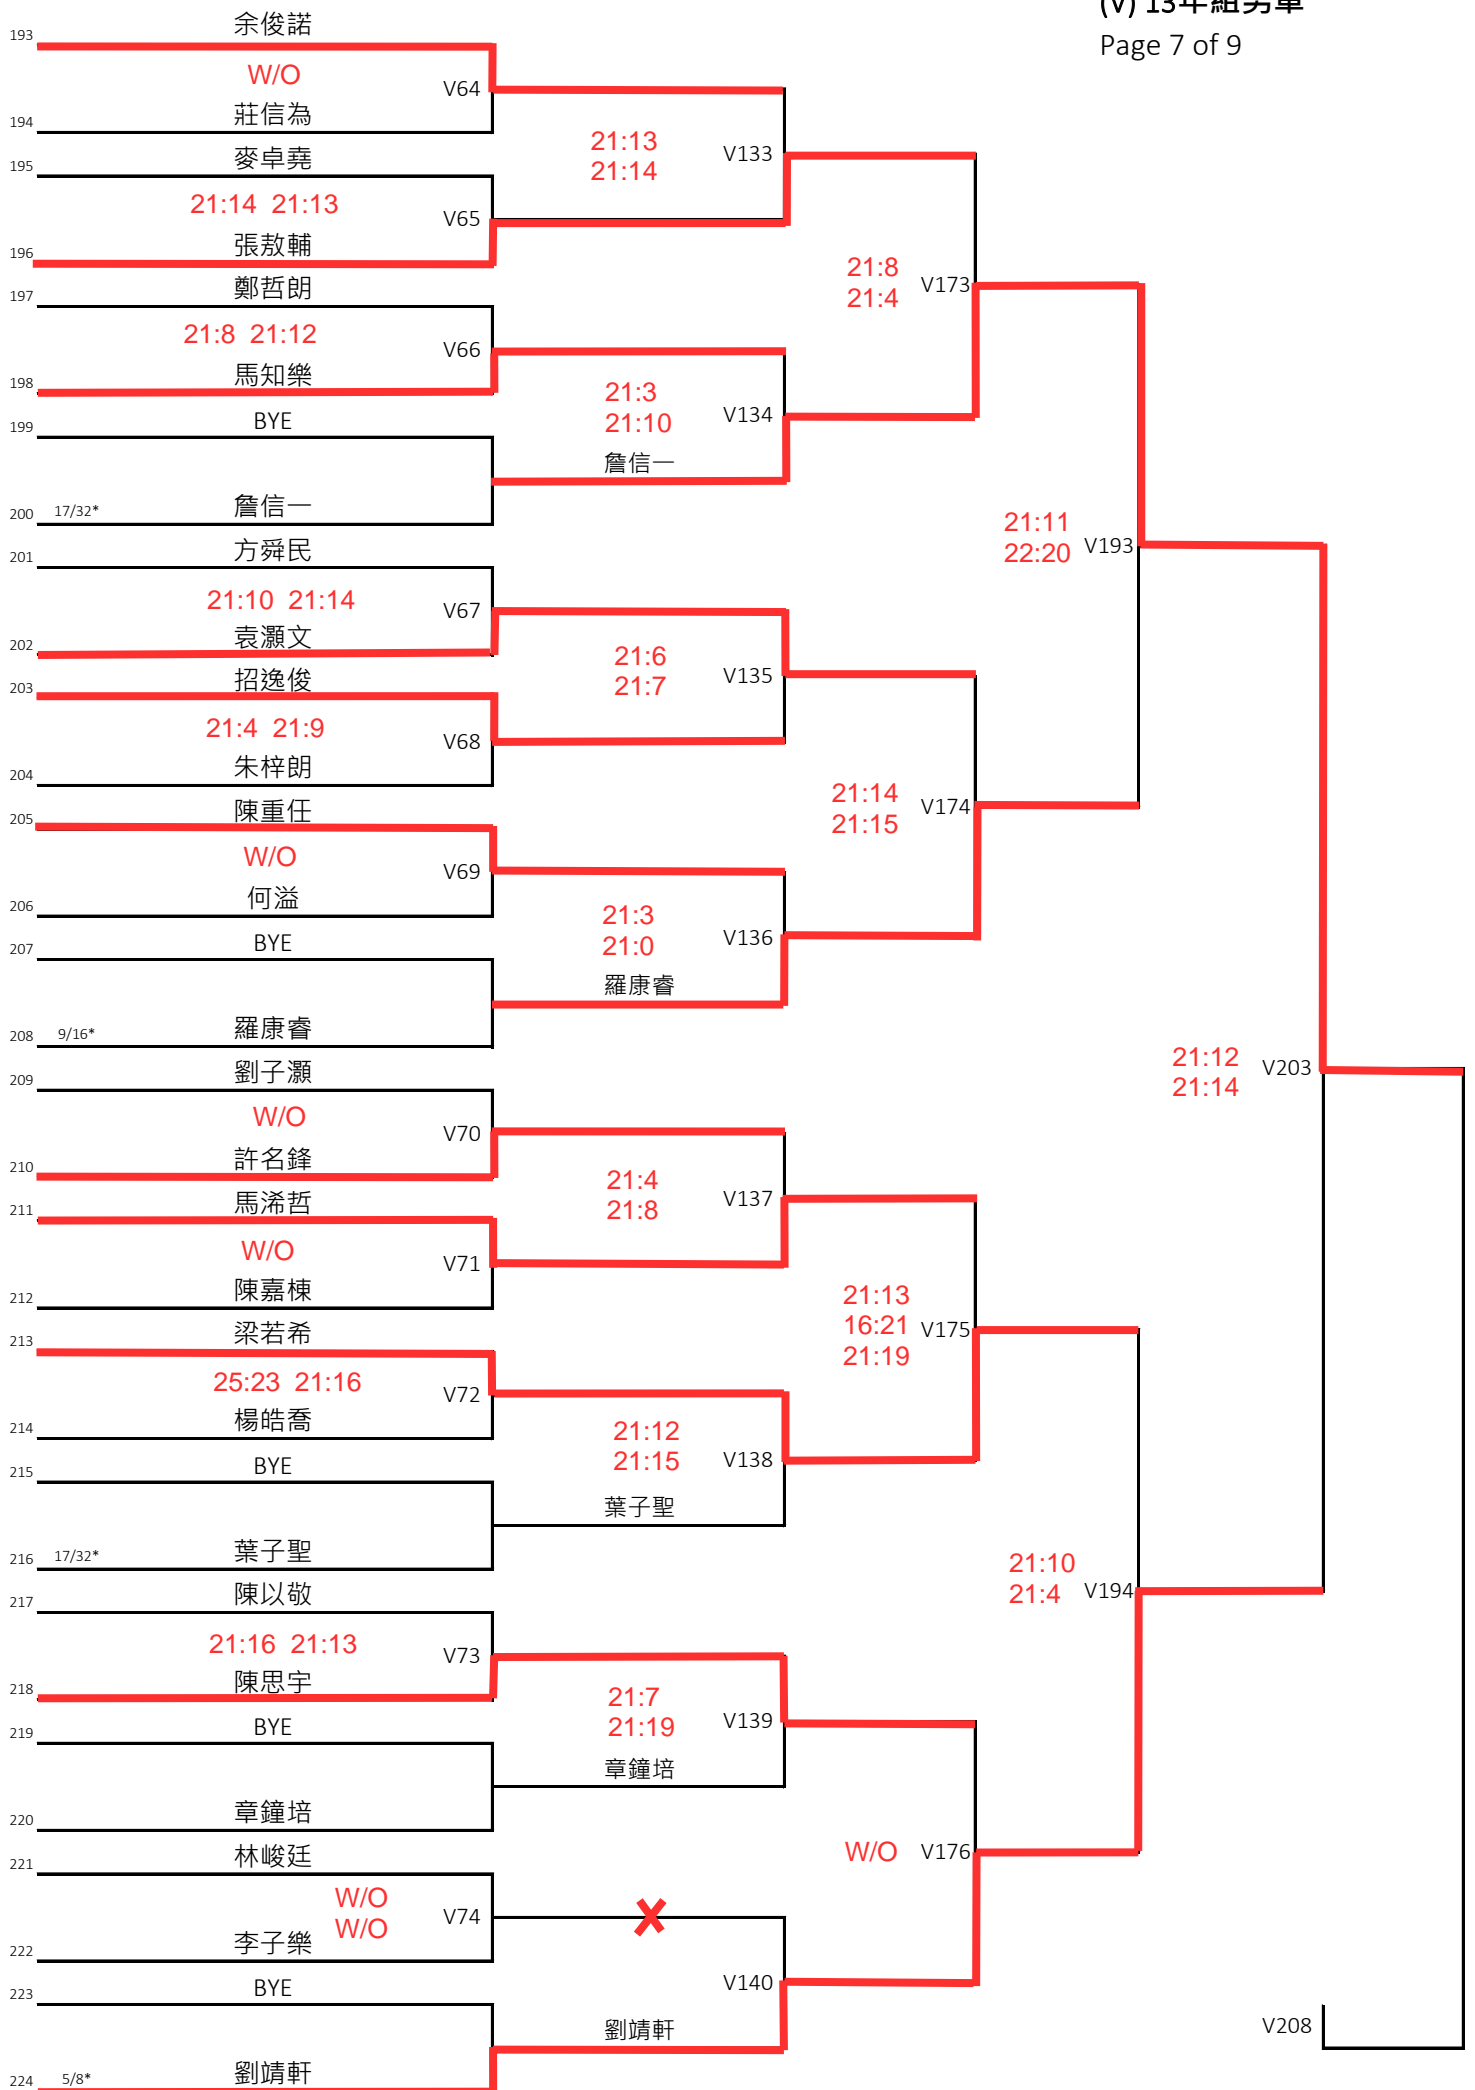 (V) 13年組男單
Page 7 of 9
193 余俊諾
W/O V64
194 莊信為
21:13
21:14 V133
195 麥卓堯
21:14 21:13 V65
196 張敖輔
21:8
21:4 V173
197 鄭哲朗
21:8 21:12 V66
198 馬知樂
21:3
21:10 V134
199 BYE
詹信一
200 17/32* 詹信一
21:11
22:20 V193
201 方舜民
21:10 21:14 V67
202 袁灝文
21:6
21:7 V135
203 招逸俊
21:4 21:9 V68
204 朱梓朗
21:14
21:15 V174
205 陳重任
W/O V69
206 何溢
21:3
21:0 V136
207 BYE
羅康睿
208 9/16* 羅康睿
21:12
21:14 V203
209 劉子灝
W/O V70
210 許名鋒
21:4
21:8 V137
211 馬浠哲
W/O V71
212 陳嘉棟
21:13
16:21
21:19 V175
213 梁若希
25:23 21:16 V72
214 楊皓喬
21:12
21:15 V138
215 BYE
葉子聖
216 17/32* 葉子聖
21:10
21:4 V194
217 陳以敬
21:16 21:13 V73
218 陳思宇
21:7
21:19 V139
219 BYE
章鐘培
220 章鐘培
W/O V176
221 林峻廷
W/O
W/O V74
222 李子樂
V140
223 BYE
劉靖軒
V208
224 5/8* 劉靖軒